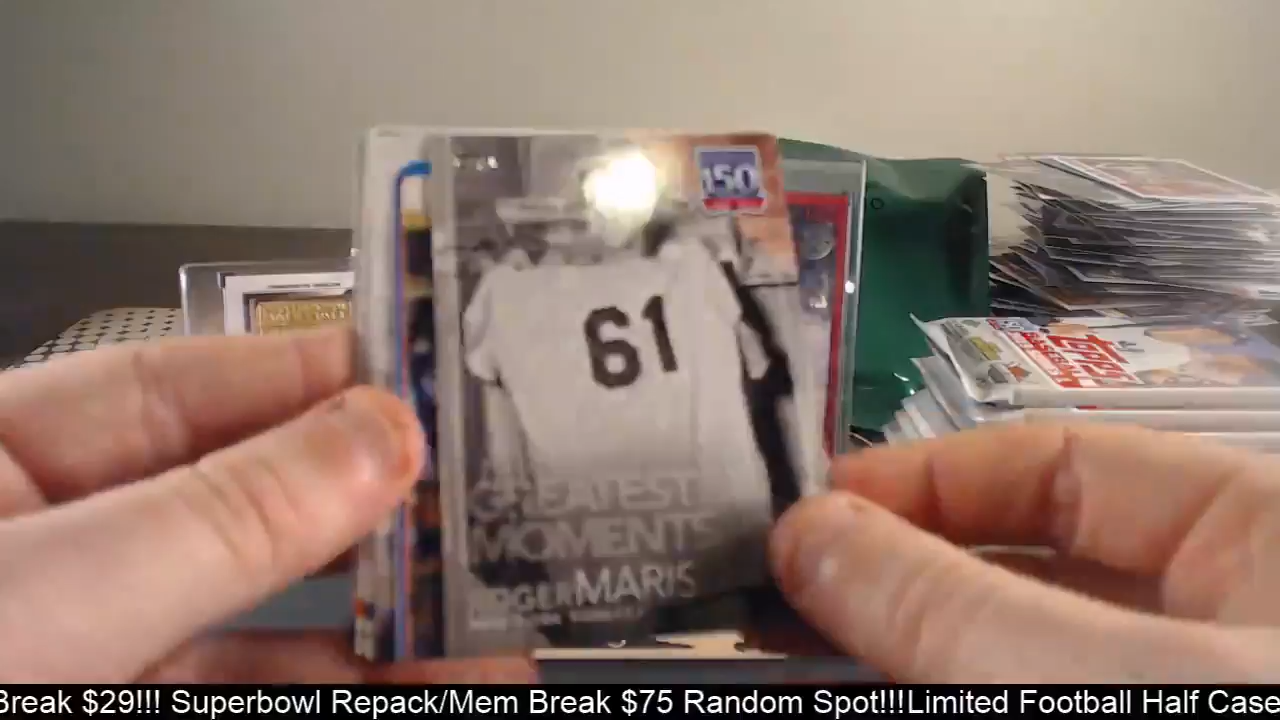 150
61
GREATEST
MOMENTS
ROGER MARIS
TOPPS
Break $29!!! Superbowl Repack/Mem Break $75 Random Spot!!!Limited Football Half Case